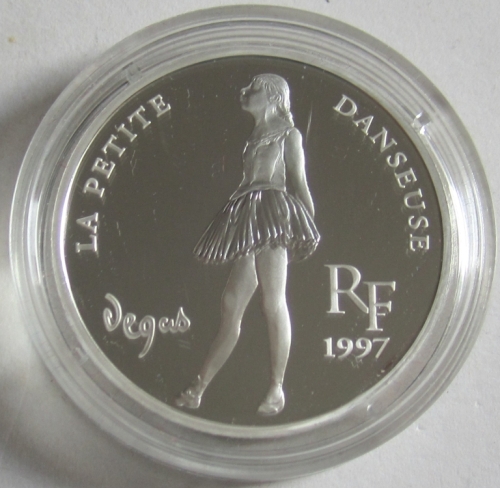 LA PETITE DANSEUSE
Degas
RF
1997